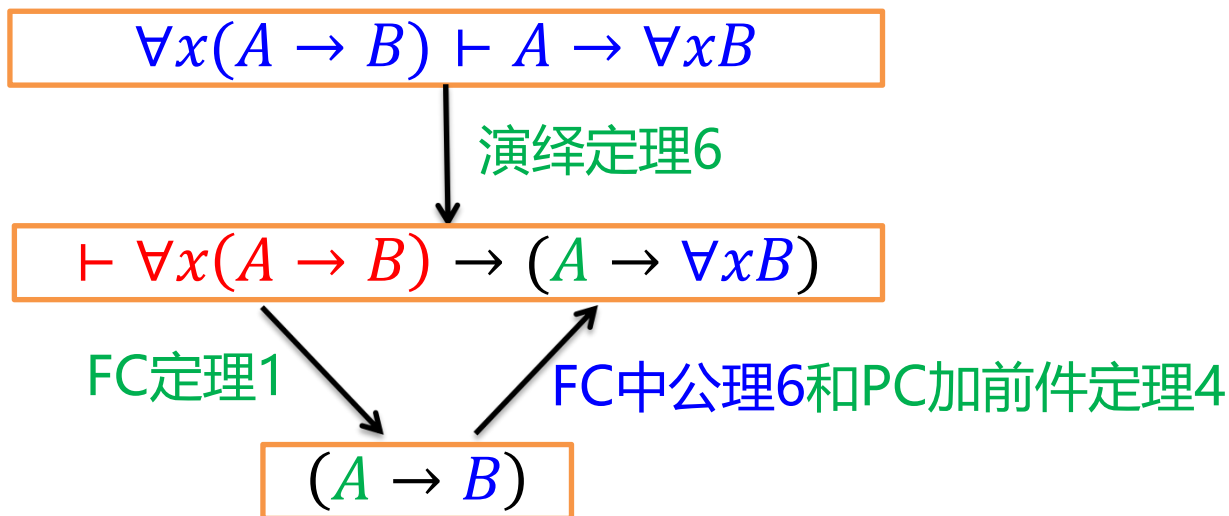 ∀x(A → B) ⊢ A → ∀xB
演绎定理6
⊢ ∀x(A → B) → (A → ∀xB)
FC定理1
FC中公理6和PC加前件定理4
(A → B)